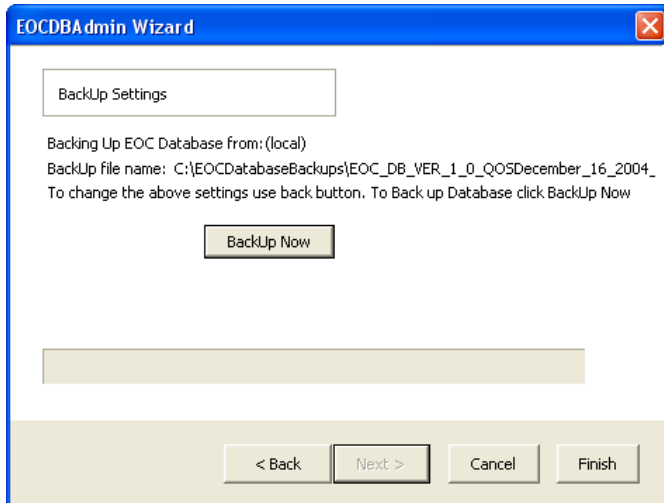 EOCDBAdmin Wizard
BackUp Settings
Backing Up EOC Database from:(local)
BackUp file name: C:\EOCDatabaseBackups\EOC_DB_VER_1_0_QOSDecember_16_2004_
To change the above settings use back button. To Back up Database click BackUp Now
BackUp Now
< Back Next > Cancel Finish